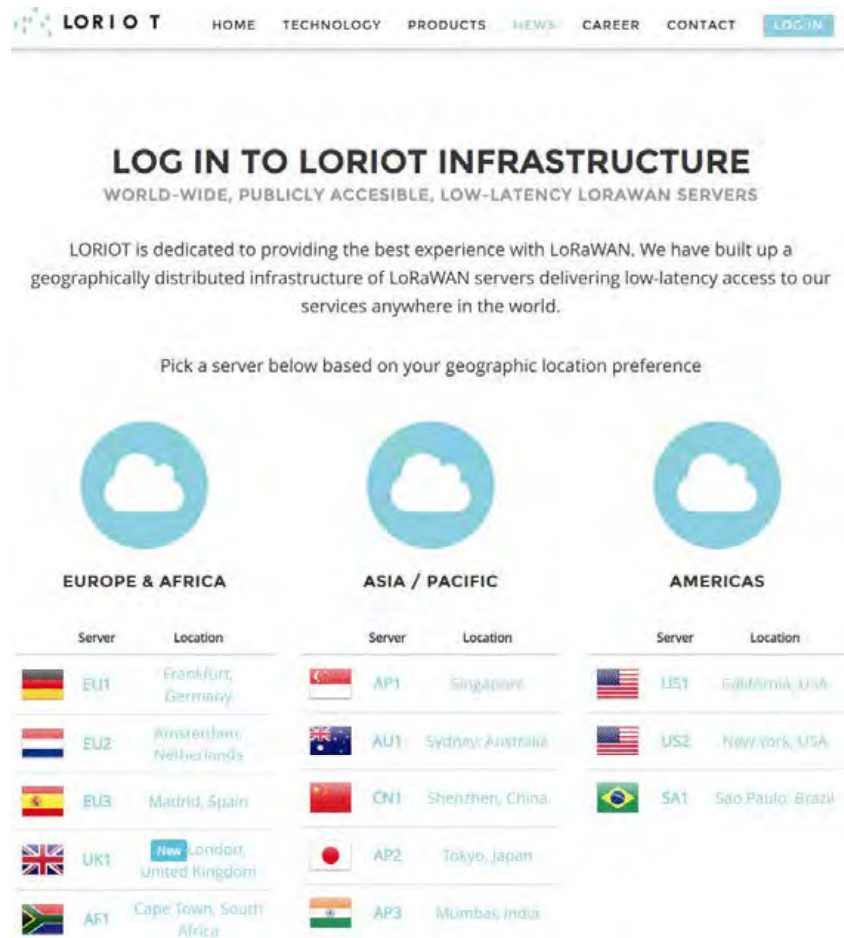 LORIOT
HOME TECHNOLOGY PRODUCTS NEWS CAREER CONTACT LOG IN
LOG IN TO LORIOT INFRASTRUCTURE
WORLD-WIDE, PUBLICLY ACCESIBLE, LOW-LATENCY LORAWAN SERVERS
LORIOT is dedicated to providing the best experience with LoRaWAN. We have built up a
geographically distributed infrastructure of LoRaWAN servers delivering low-latency access to our
services anywhere in the world.
Pick a server below based on your geographic location preference
EUROPE & AFRICA
Server Location
EU1 Frankfurt,
Germany
EU2 Amsterdam,
Netherlands
EU3 Madrid, Spain
UK1 New London,
United Kingdom
AF1 Cape Town, South
Africa
ASIA / PACIFIC
Server Location
AP1 Singapore
AU1 Sydney, Australia
CN1 Shenzhen, China
AP2 Tokyo, Japan
AP3 Mumbai, India
AMERICAS
Server Location
US1 California, USA
US2 New York, USA
SA1 Sao Paulo, Brazil